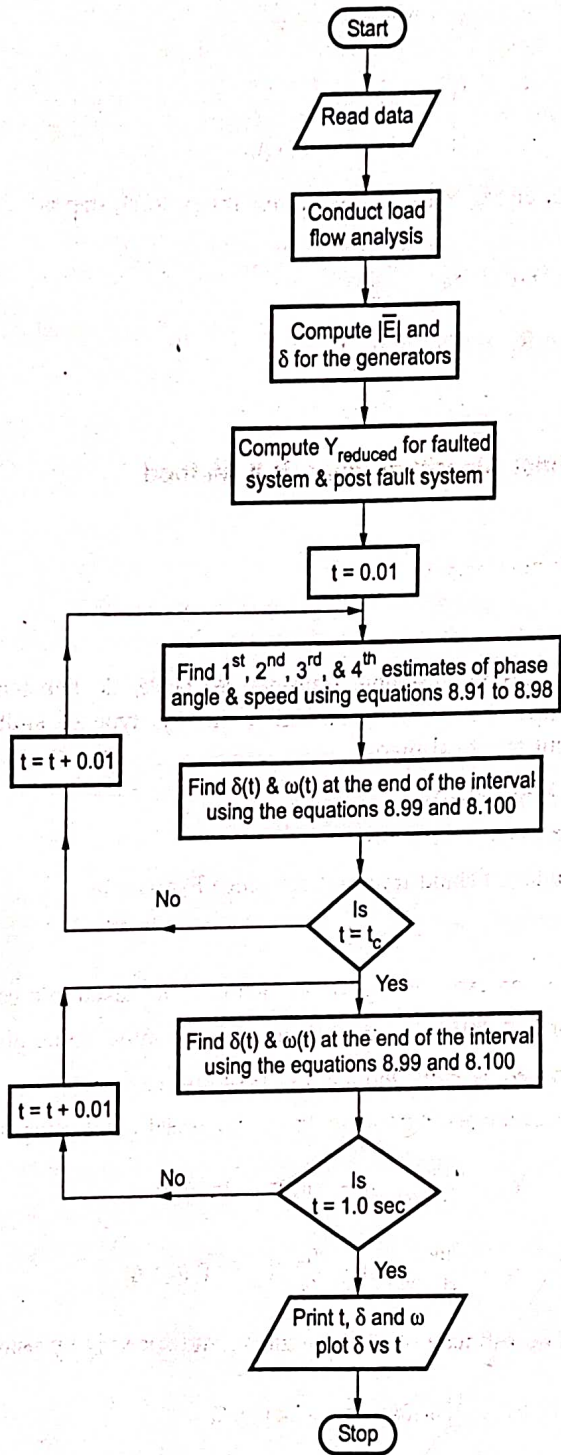 Start
Read data
Conduct load
flow analysis
Compute |E̅| and
δ for the generators
Compute Y_reduced for faulted
system & post fault system
t = 0.01
Find 1st, 2nd, 3rd, & 4th estimates of phase
angle & speed using equations 8.91 to 8.98
t = t + 0.01
Find δ(t) & ω(t) at the end of the interval
using the equations 8.99 and 8.100
No
Is
t = t_c
Yes
Find δ(t) & ω(t) at the end of the interval
using the equations 8.99 and 8.100
t = t + 0.01
No
Is
t = 1.0 sec
Yes
Print t, δ and ω
plot δ vs t
Stop